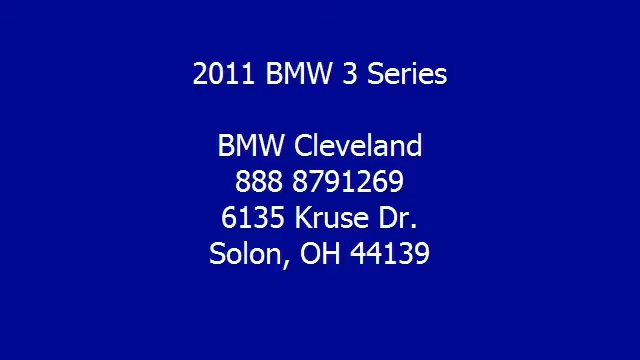 2011 BMW 3 Series
BMW Cleveland
888 8791269
6135 Kruse Dr.
Solon, OH 44139